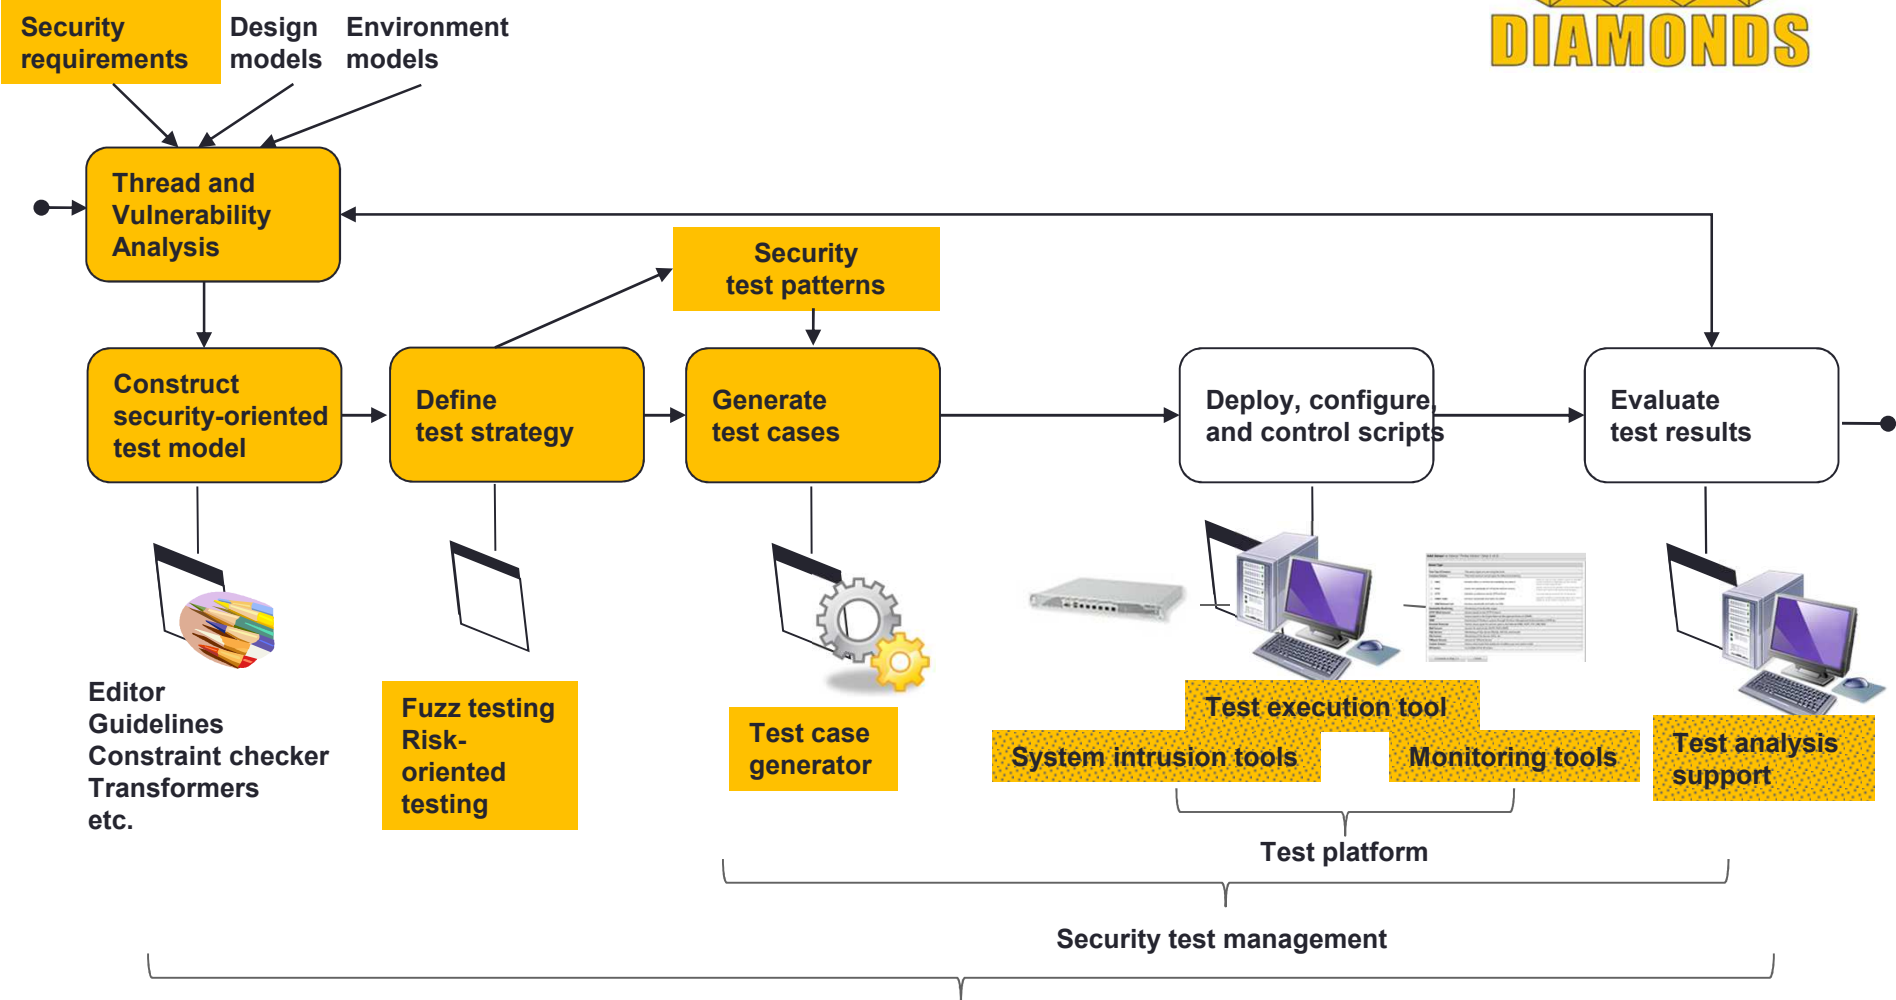 Security
requirements
Design
models
Environment
models
DIAMONDS
Thread and
Vulnerability
Analysis
Security
test patterns
Construct
security-oriented
test model
Define
test strategy
Generate
test cases
Deploy, configure,
and control scripts
Evaluate
test results
Editor
Guidelines
Constraint checker
Transformers
etc.
Fuzz testing
Risk-
oriented
testing
Test case
generator
Test execution tool
System intrusion tools
Monitoring tools
Test analysis
support
Test platform
Security test management